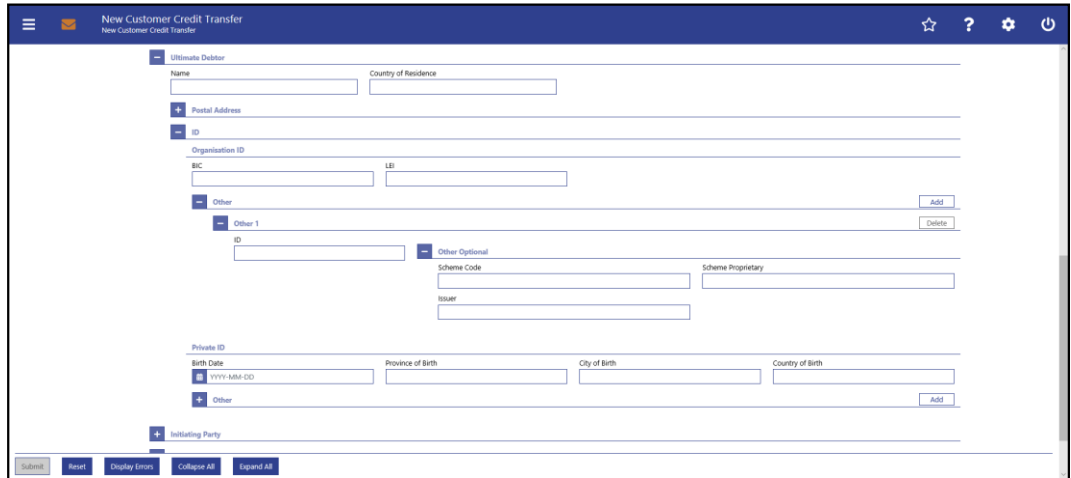 New Customer Credit Transfer
New Customer Credit Transfer
?
Ultimate Debtor
Name Country of Residence
Postal Address
ID
Organisation ID
BIC LEI
Other Add
Other 1 Delete
ID Other Optional
Scheme Code Scheme Proprietary
Issuer
Private ID
Birth Date Province of Birth City of Birth Country of Birth
YYYY-MM-DD
Other Add
Initiating Party
Submit Reset Display Errors Collapse All Expand All